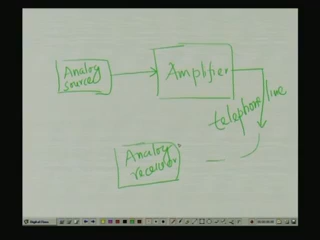 Analog
source
Amplifier
telephone line
Analog
receiver